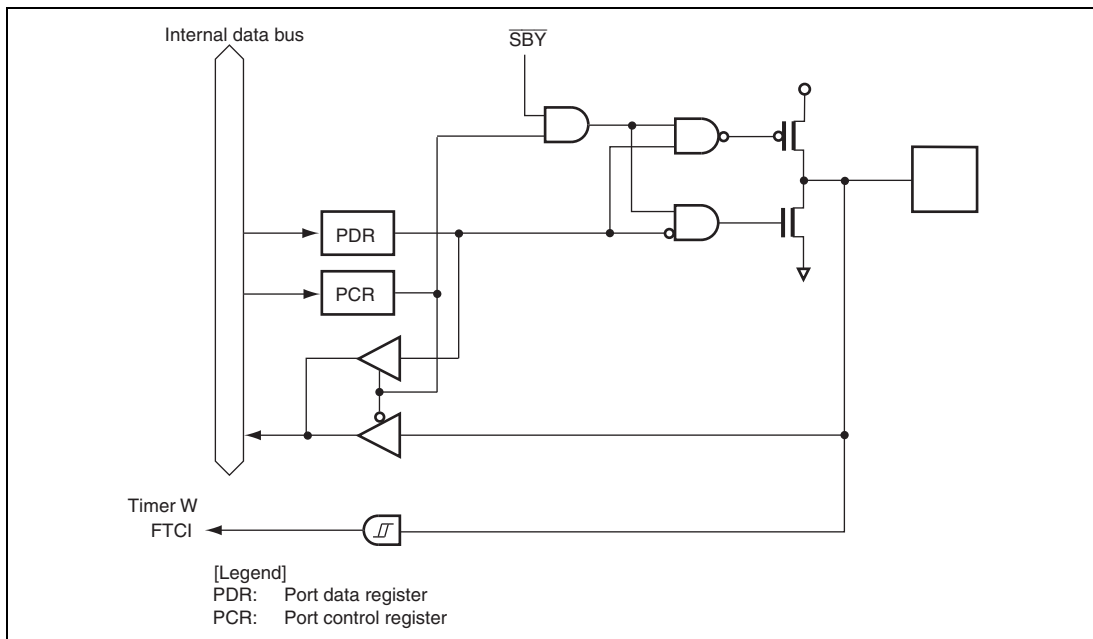 Internal data bus
SBY
PDR
PCR
Timer W
FTCI
[Legend]
PDR: Port data register
PCR: Port control register